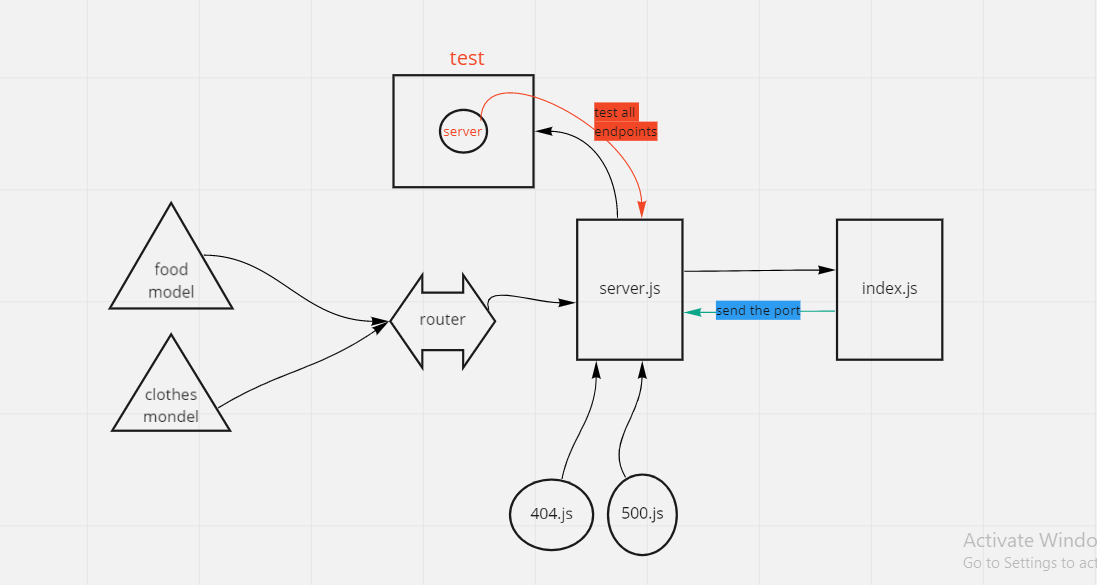 test
server
test all
endpoints
food
model
router
server.js
index.js
send the port
clothes
mondel
404.js
500.js
Activate Windo
Go to Settings to act